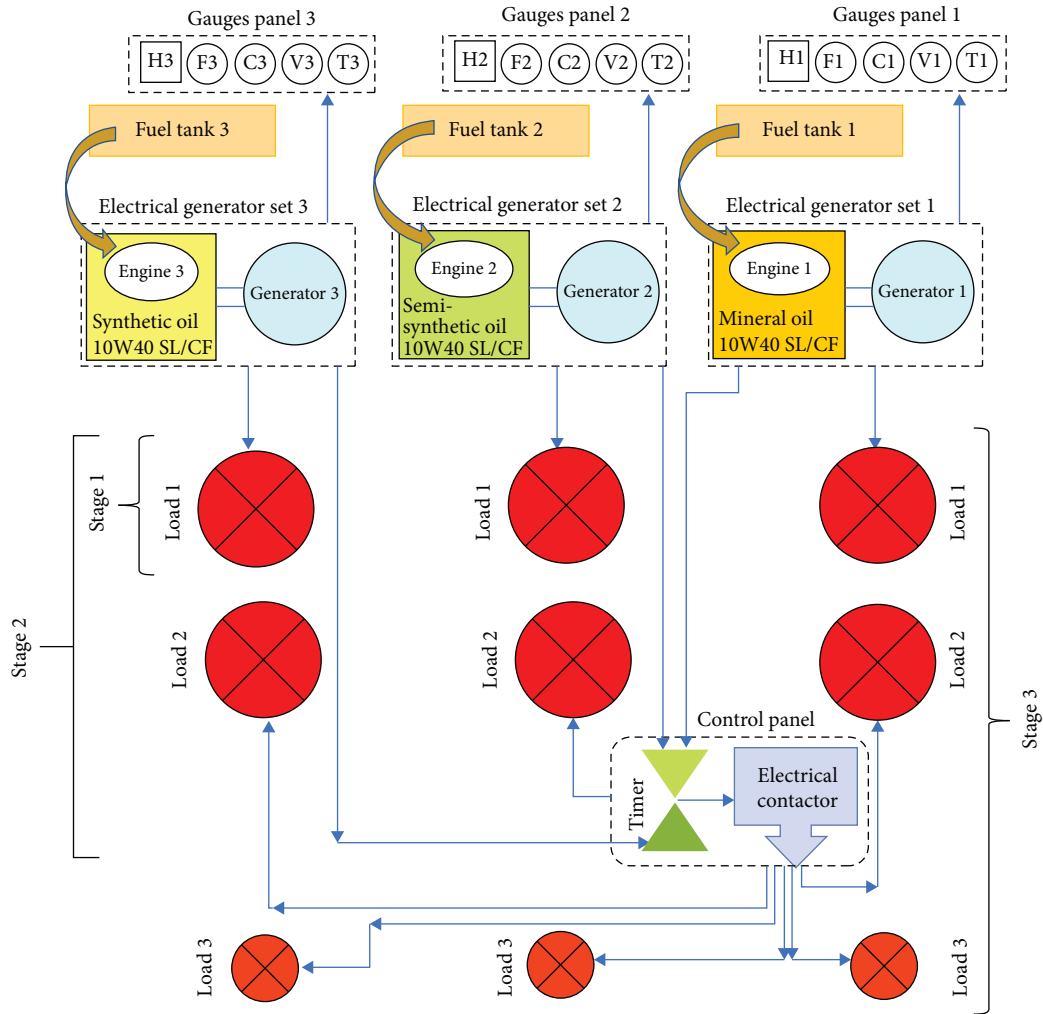 Gauges panel 3
Gauges panel 2
Gauges panel 1
H3 F3 C3 V3 T3
H2 F2 C2 V2 T2
H1 F1 C1 V1 T1
Fuel tank 3
Fuel tank 2
Fuel tank 1
Electrical generator set 3
Electrical generator set 2
Electrical generator set 1
Engine 3
Generator 3
Synthetic oil
10W40 SL/CF
Engine 2
Generator 2
Semi-
synthetic oil
10W40 SL/CF
Engine 1
Generator 1
Mineral oil
10W40 SL/CF
Stage 1
Load 1
Load 1
Load 1
Stage 2
Load 2
Load 2
Load 2
Stage 3
Control panel
Timer
Electrical
contactor
Load 3
Load 3
Load 3